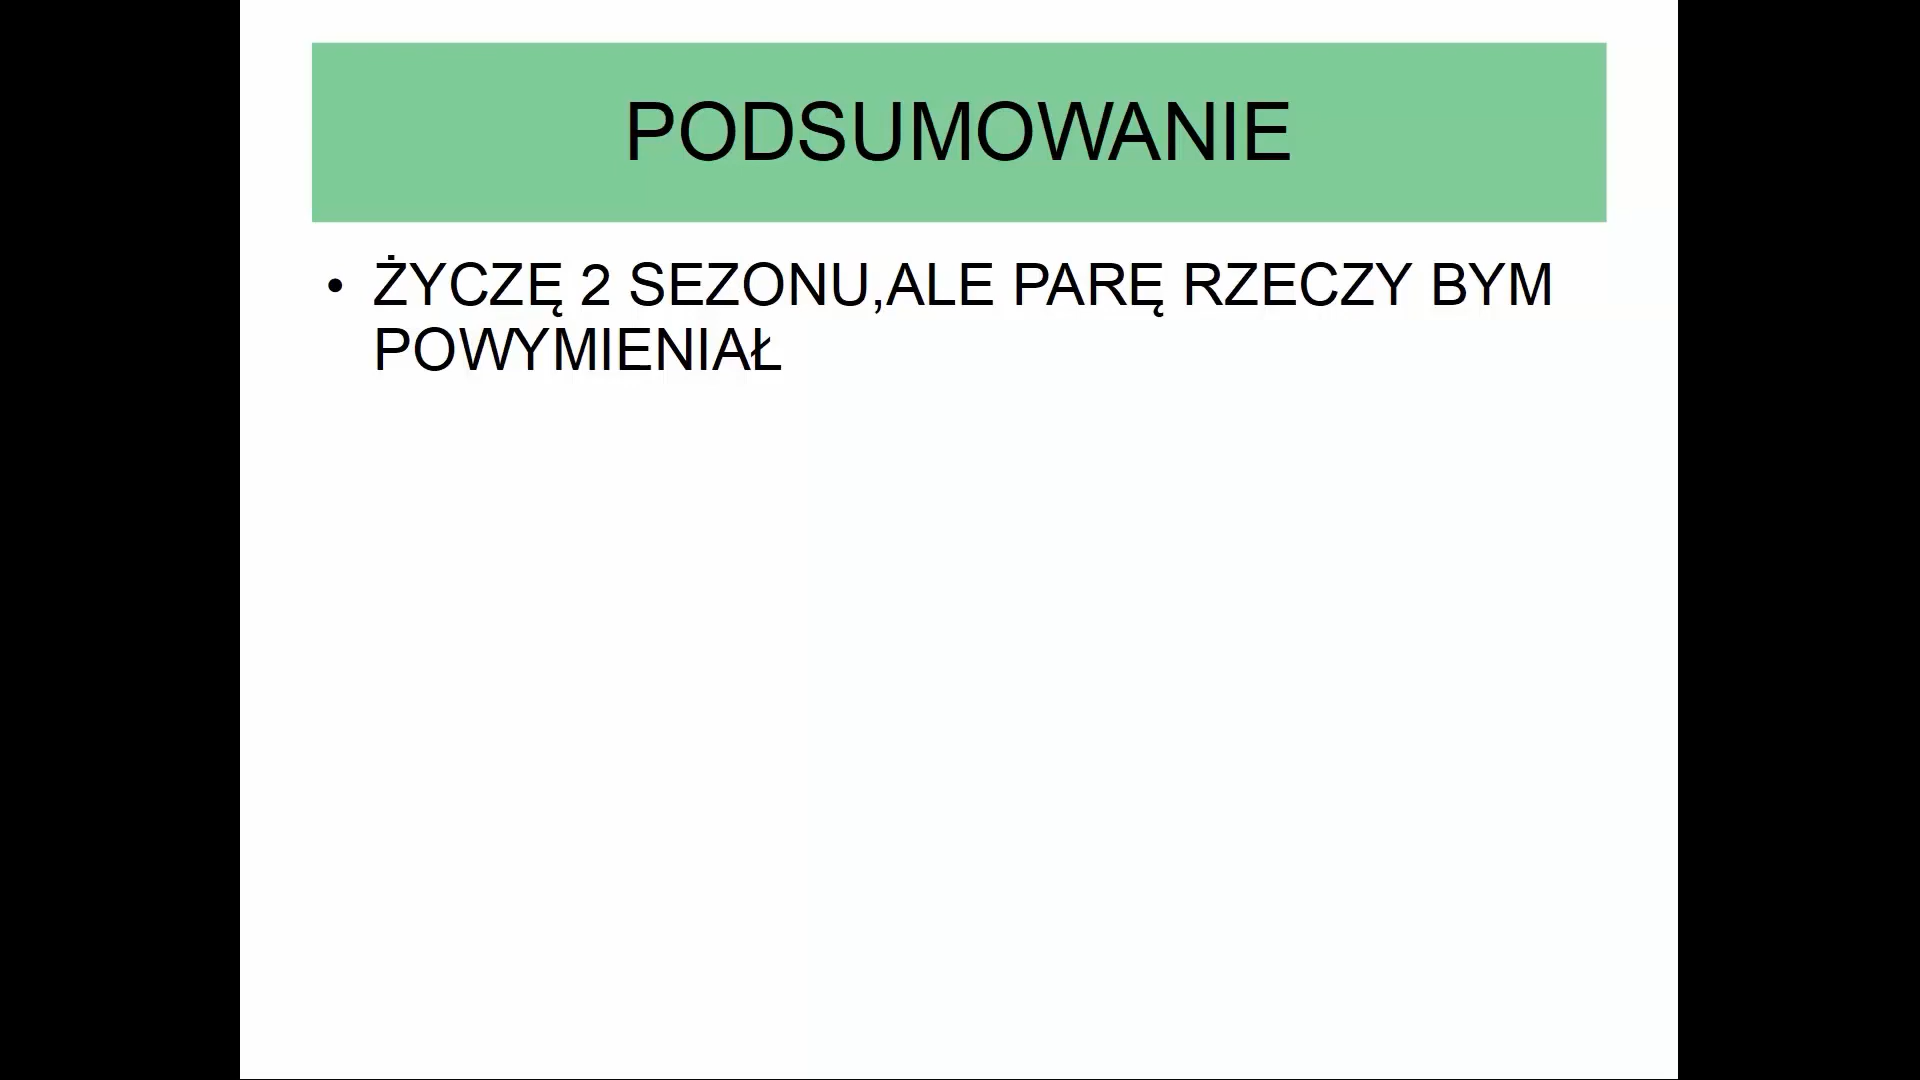 PODSUMOWANIE
• ŻYCZĘ 2 SEZONU,ALE PARĘ RZECZY BYM
POWYMIENIAŁ